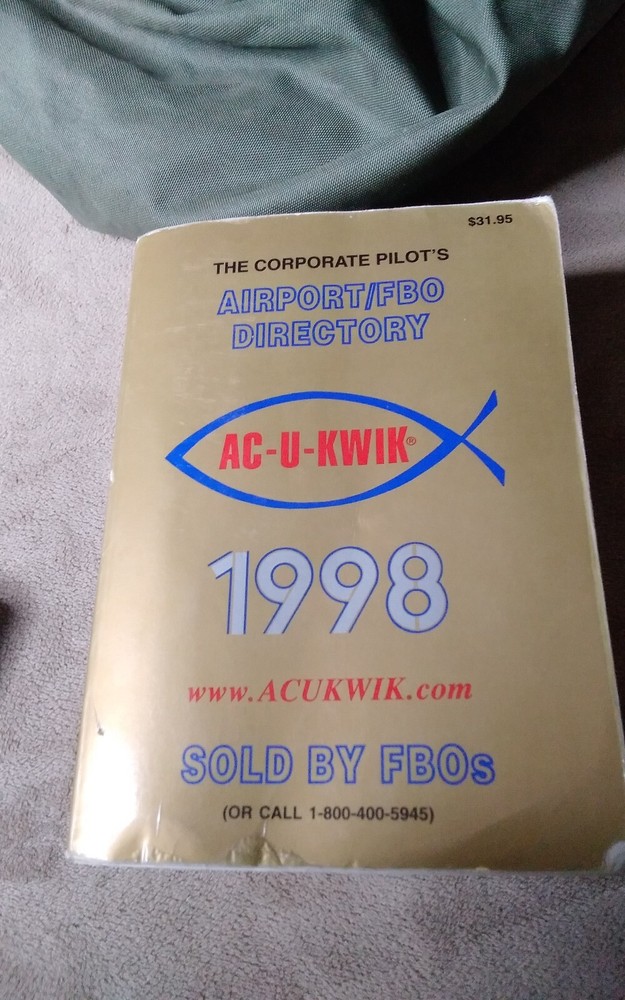 $31.95
THE CORPORATE PILOT'S
AIRPORT/FBO
DIRECTORY
AC-U-KWIK®
1998
www.ACUKWIK.com
SOLD BY FBOs
(OR CALL 1-800-400-5945)